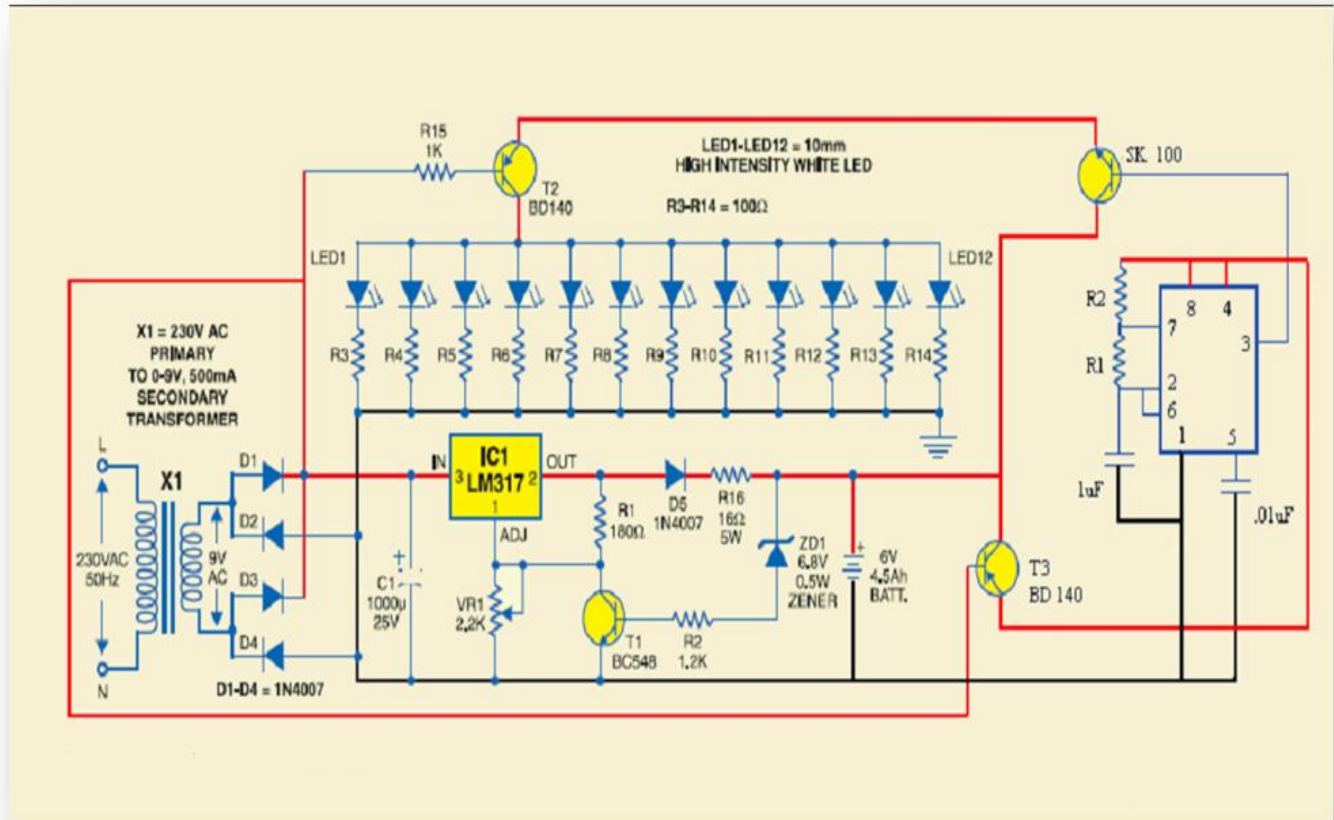 R15
1K
T2
BD140
LED1-LED12 = 10mm
HIGH INTENSITY WHITE LED
R3-R14 = 100Ω
SK 100
LED1
LED12
R3
R4
R5
R6
R7
R8
R9
R10
R11
R12
R13
R14
R2
R1
8
4
7
3
2
6
1
5
1uF
.01uF
X1 = 230V AC
PRIMARY
TO 0-9V, 500mA
SECONDARY
TRANSFORMER
L
X1
230VAC
50Hz
N
9V
AC
D1
D2
D3
D4
D1-D4 = 1N4007
+
C1
1000µ
25V
IN
IC1
OUT
3 LM317 2
1
ADJ
VR1
2.2K
R1
180Ω
T1
BC548
D5
1N4007
R16
16Ω
5W
R2
1.2K
ZD1
6.8V
0.5W
ZENER
+
6V
4.5Ah
BATT.
T3
BD 140